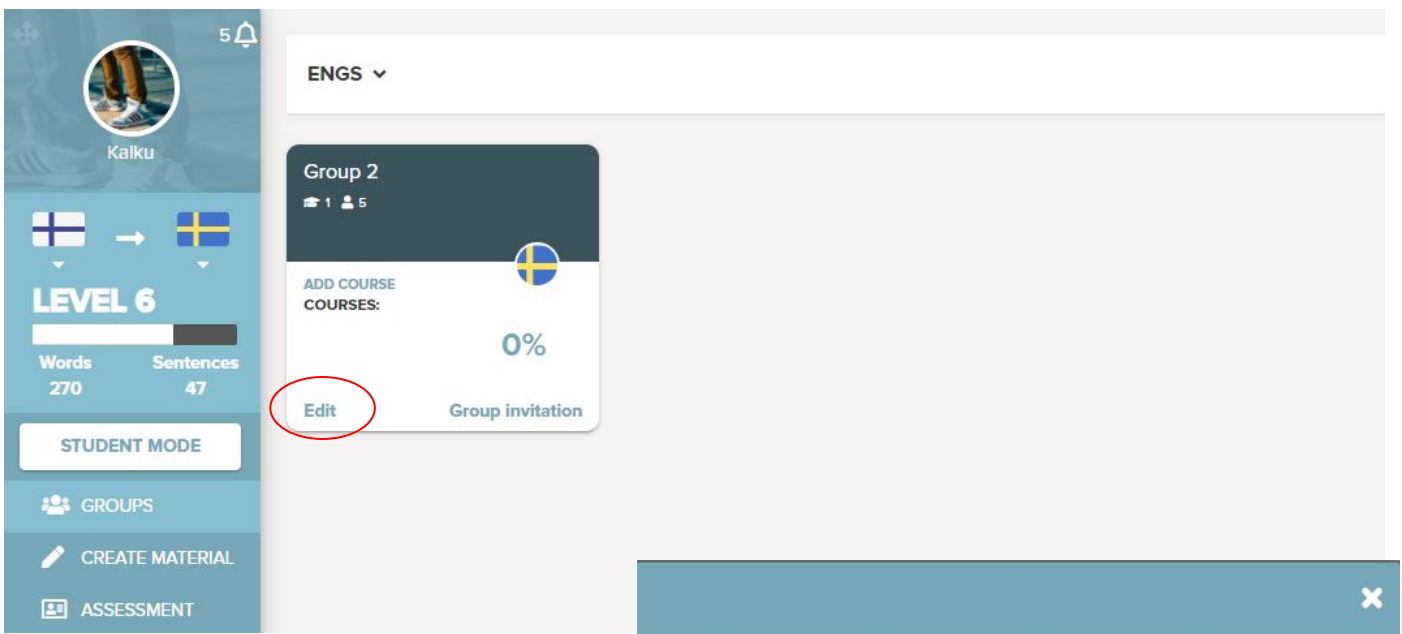 5
Kalku
LEVEL 6
Words Sentences
270 47
STUDENT MODE
GROUPS
CREATE MATERIAL
ASSESSMENT
ENGS
Group 2
1 5
ADD COURSE
COURSES:
0%
Edit Group invitation